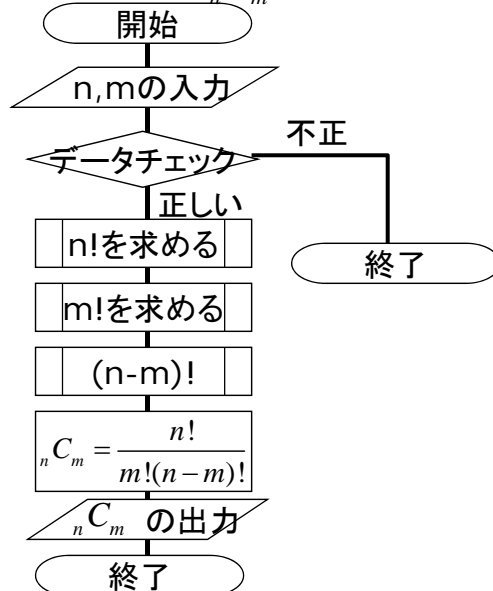 n m
開始
n,mの入力
データチェック
不正
正しい
n!を求める
終了
m!を求める
(n-m)!
nCm = n! / m!(n-m)!
nCm の出力
終了